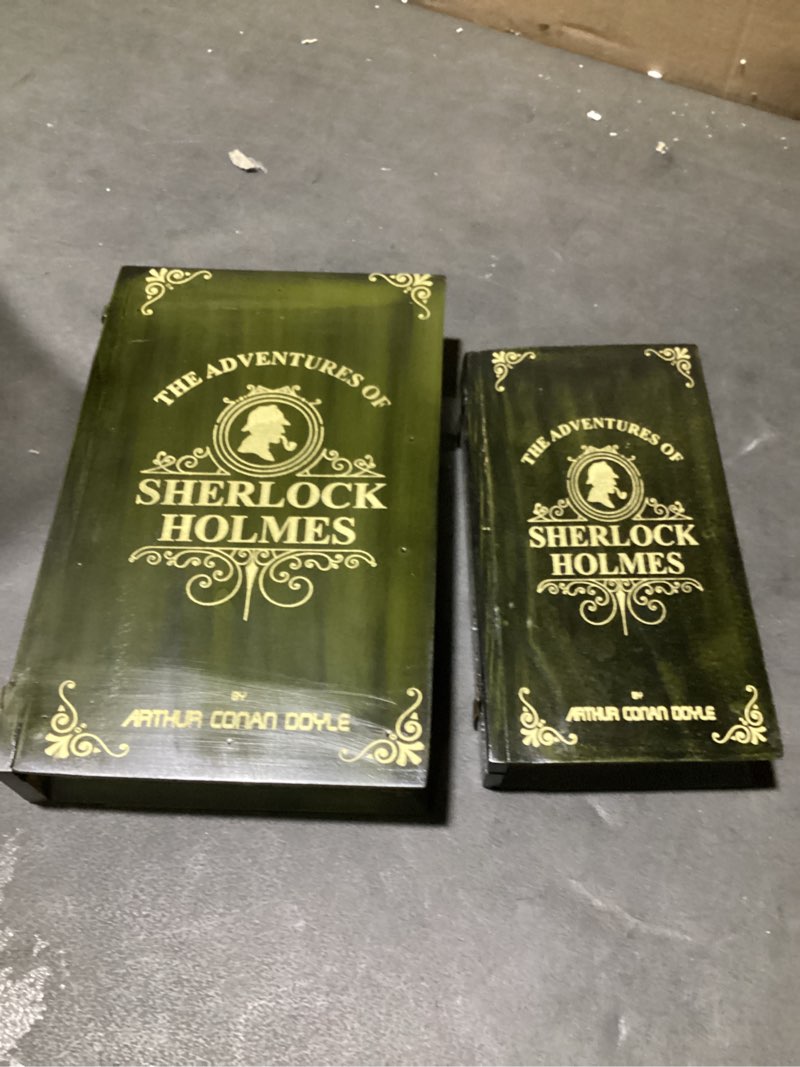 THE ADVENTURES OF
SHERLOCK
HOLMES
BY
ARTHUR CONAN DOYLE
THE ADVENTURES OF
SHERLOCK
HOLMES
BY
ARTHUR CONAN DOYLE